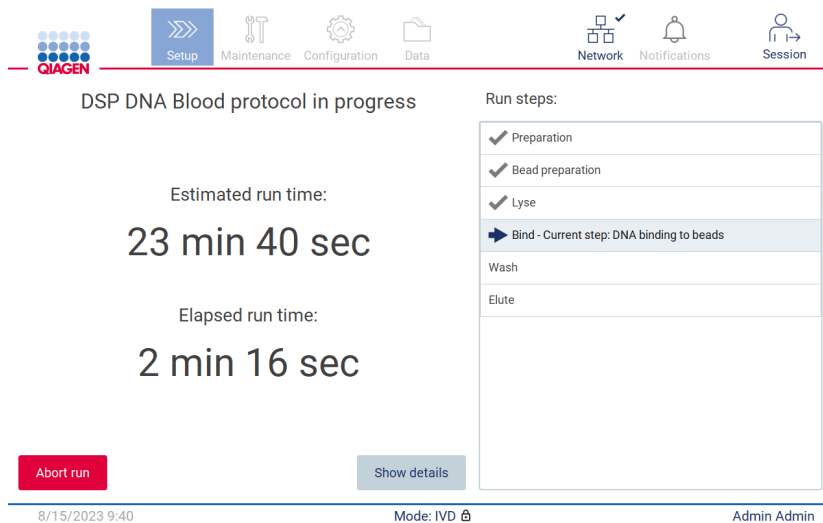 QIAGEN
Setup
Maintenance
Configuration
Data
Network
Notifications
Session
DSP DNA Blood protocol in progress
Estimated run time:
23 min 40 sec
Elapsed run time:
2 min 16 sec
Abort run
Show details
Run steps:
Preparation
Bead preparation
Lyse
Bind - Current step: DNA binding to beads
Wash
Elute
8/15/2023 9:40
Mode: IVD
Admin Admin